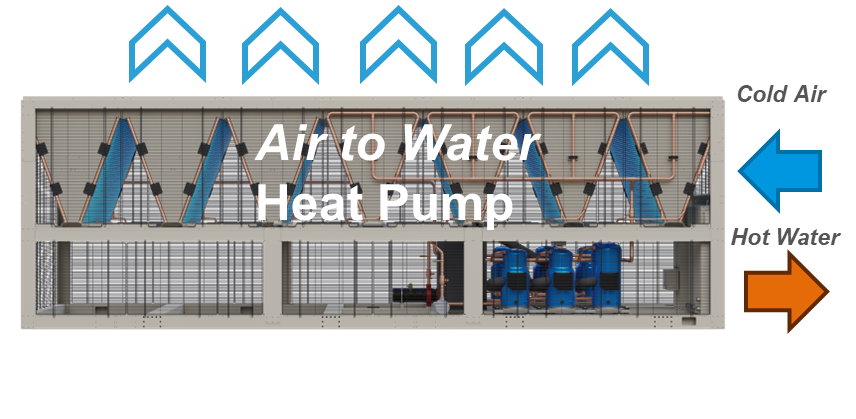 Cold Air
Air to Water
Heat Pump
Hot Water